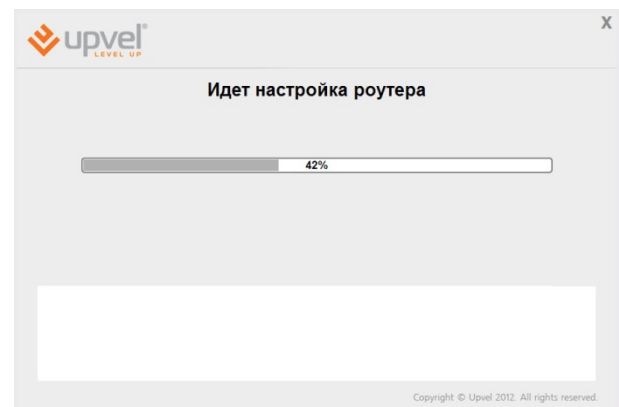 X
upvel®
LEVEL UP
Идет настройка роутера
42%
Copyright © Upvel 2012. All rights reserved.